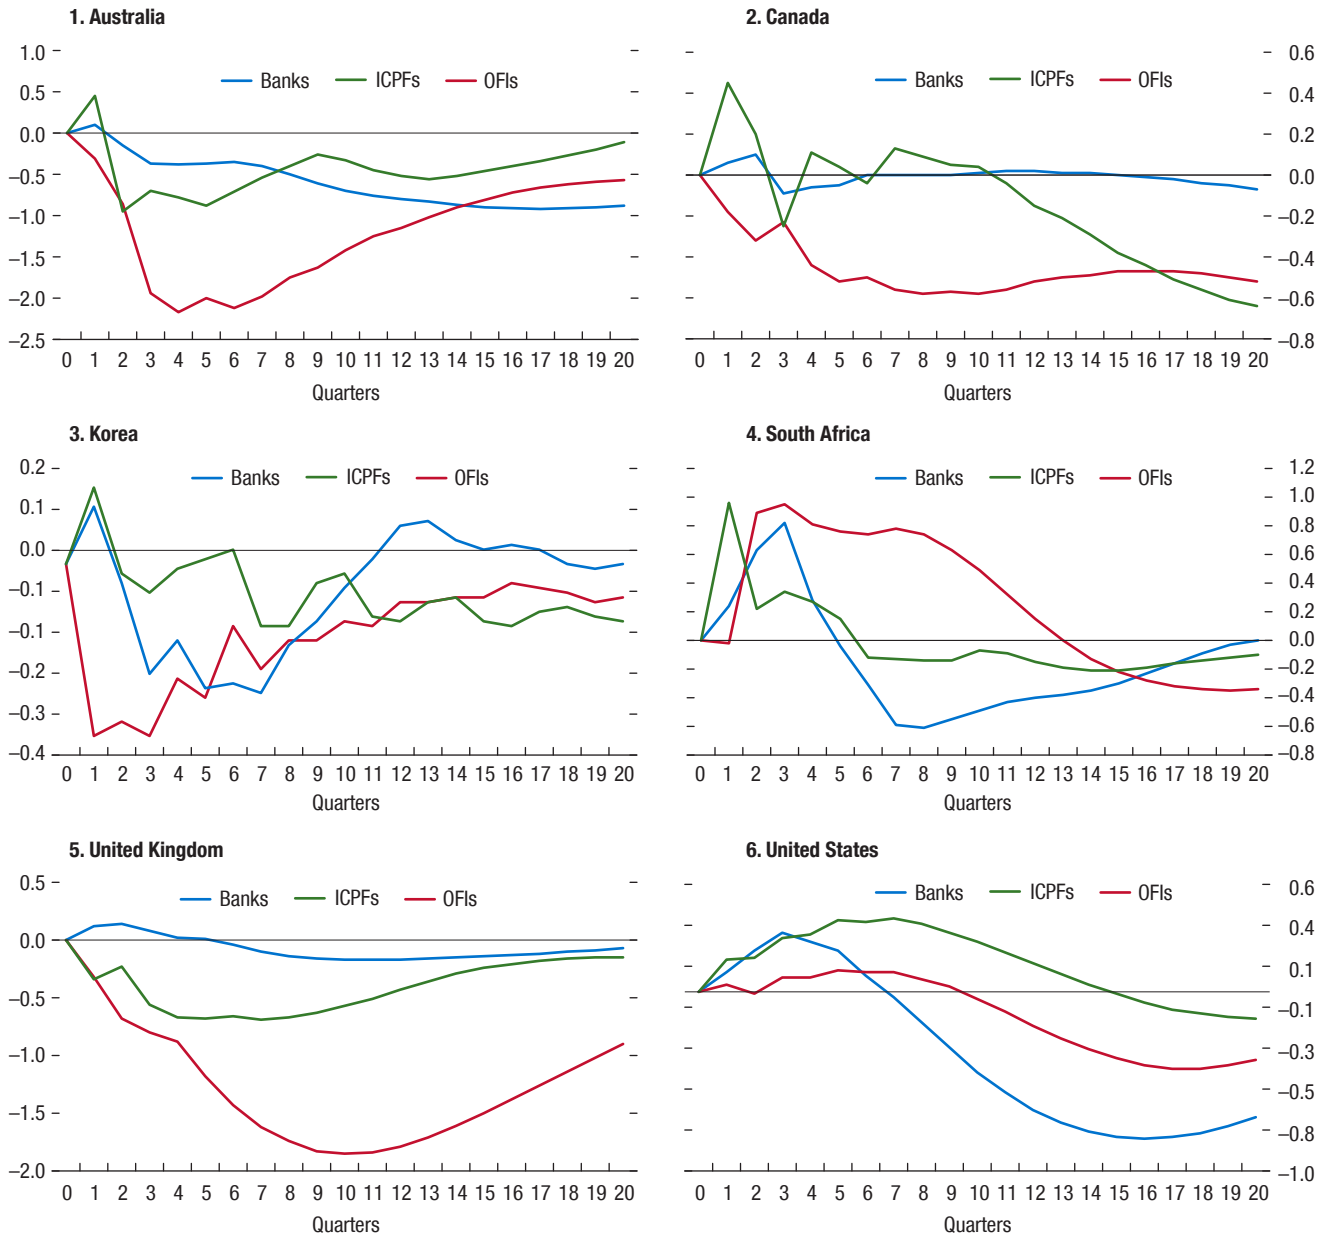 1. Australia
Banks ICPFs OFIs
1.0
0.5
0.0
–0.5
–1.0
–1.5
–2.0
–2.5
0 1 2 3 4 5 6 7 8 9 10 11 12 13 14 15 16 17 18 19 20
Quarters
2. Canada
Banks ICPFs OFIs
0.6
0.4
0.2
0.0
–0.2
–0.4
–0.6
–0.8
0 1 2 3 4 5 6 7 8 9 10 11 12 13 14 15 16 17 18 19 20
Quarters
3. Korea
Banks ICPFs OFIs
0.2
0.1
0.0
–0.1
–0.1
–0.2
–0.3
–0.4
0 1 2 3 4 5 6 7 8 9 10 11 12 13 14 15 16 17 18 19 20
Quarters
4. South Africa
Banks ICPFs OFIs
1.2
1.0
0.8
0.6
0.4
0.2
0.0
–0.2
–0.4
–0.6
–0.8
0 1 2 3 4 5 6 7 8 9 10 11 12 13 14 15 16 17 18 19 20
Quarters
5. United Kingdom
Banks ICPFs OFIs
0.5
0.0
–0.5
–1.0
–1.5
–2.0
0 1 2 3 4 5 6 7 8 9 10 11 12 13 14 15 16 17 18 19 20
Quarters
6. United States
Banks ICPFs OFIs
0.6
0.4
0.1
–0.1
–0.3
–0.5
–0.8
–1.0
0 1 2 3 4 5 6 7 8 9 10 11 12 13 14 15 16 17 18 19 20
Quarters